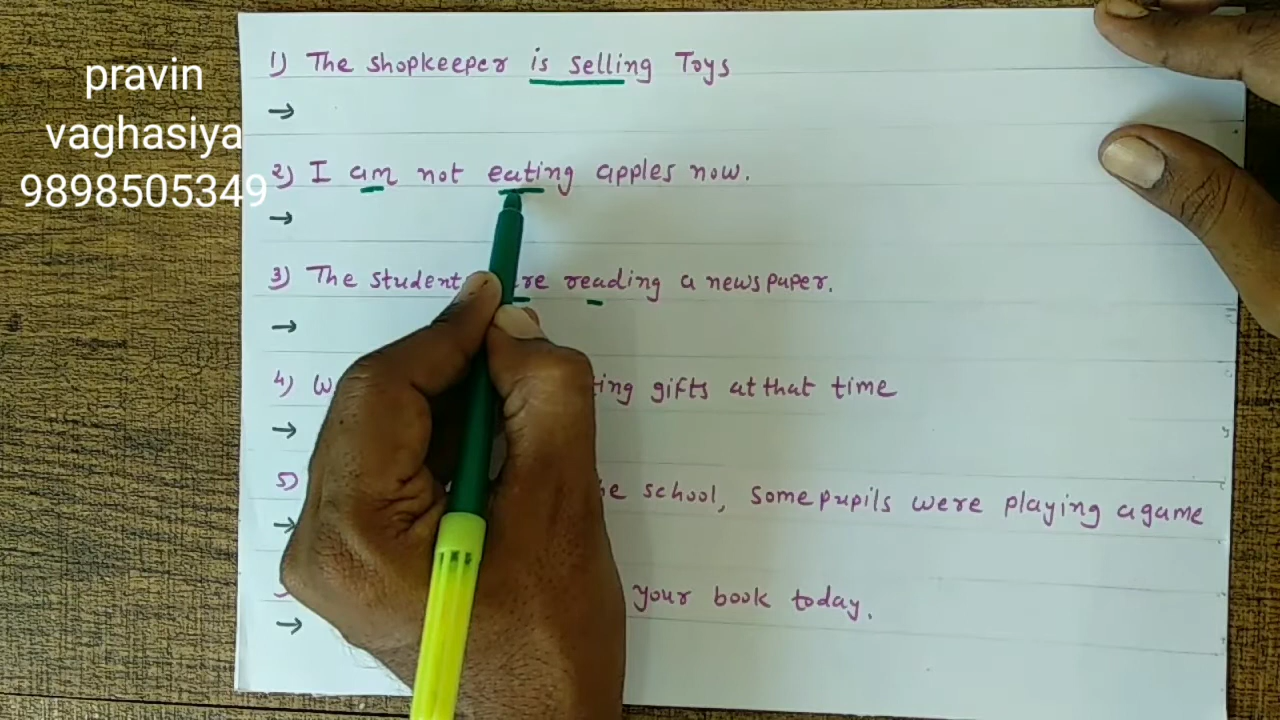 pravin
vaghasiya
9898505349
1) The shopkeeper is selling Toys
→
2) I am not eating apples now.
→
3) The student re reading a newspaper.
→
4) ting gifts at that time
→
5) he school, some pupils were playing a game
→
your book today.
→